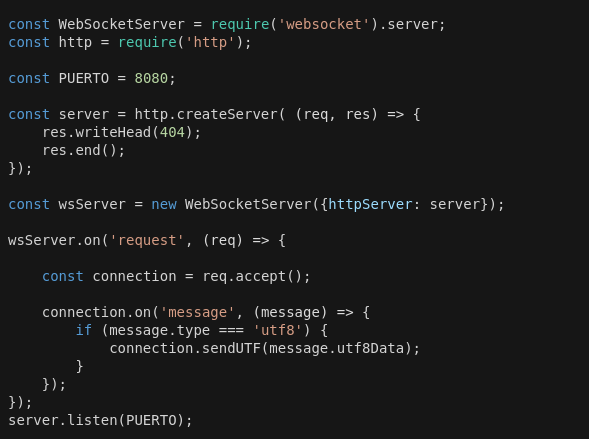 const WebSocketServer = require('websocket').server;
const http = require('http');
const PUERTO = 8080;
const server = http.createServer( (req, res) => {
    res.writeHead(404);
    res.end();
});
const wsServer = new WebSocketServer({httpServer: server});
wsServer.on('request', (req) => {
    const connection = req.accept();
    connection.on('message', (message) => {
        if (message.type === 'utf8') {
            connection.sendUTF(message.utf8Data);
        }
    });
});
server.listen(PUERTO);